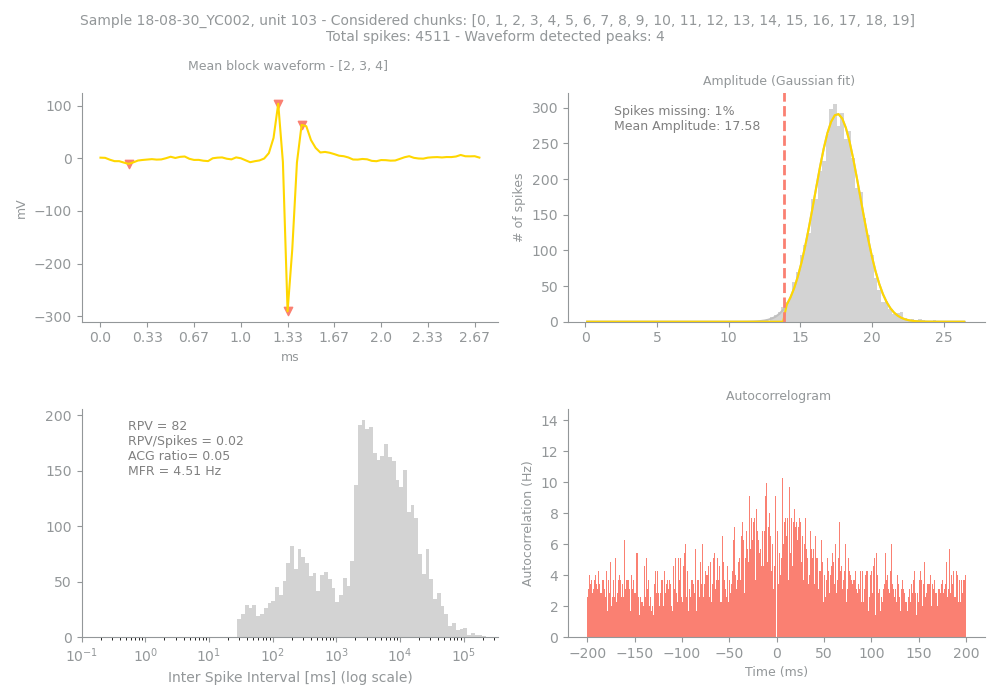 Sample 18-08-30_YC002, unit 103 - Considered chunks: [0, 1, 2, 3, 4, 5, 6, 7, 8, 9, 10, 11, 12, 13, 14, 15, 16, 17, 18, 19]
Total spikes: 4511 - Waveform detected peaks: 4
Mean block waveform - [2, 3, 4]
mV
100
0
−100
−200
−300
0.0 0.33 0.67 1.0 1.33 1.67 2.0 2.33 2.67
ms
Amplitude (Gaussian fit)
Spikes missing: 1%
Mean Amplitude: 17.58
# of spikes
300
250
200
150
100
50
0
0 5 10 15 20 25
RPV = 82
RPV/Spikes = 0.02
ACG ratio= 0.05
MFR = 4.51 Hz
200
150
100
50
0
10⁻¹ 10⁰ 10¹ 10² 10³ 10⁴ 10⁵
Inter Spike Interval [ms] (log scale)
Autocorrelogram
Autocorrelation (Hz)
14
12
10
8
6
4
2
0
−200 −150 −100 −50 0 50 100 150 200
Time (ms)